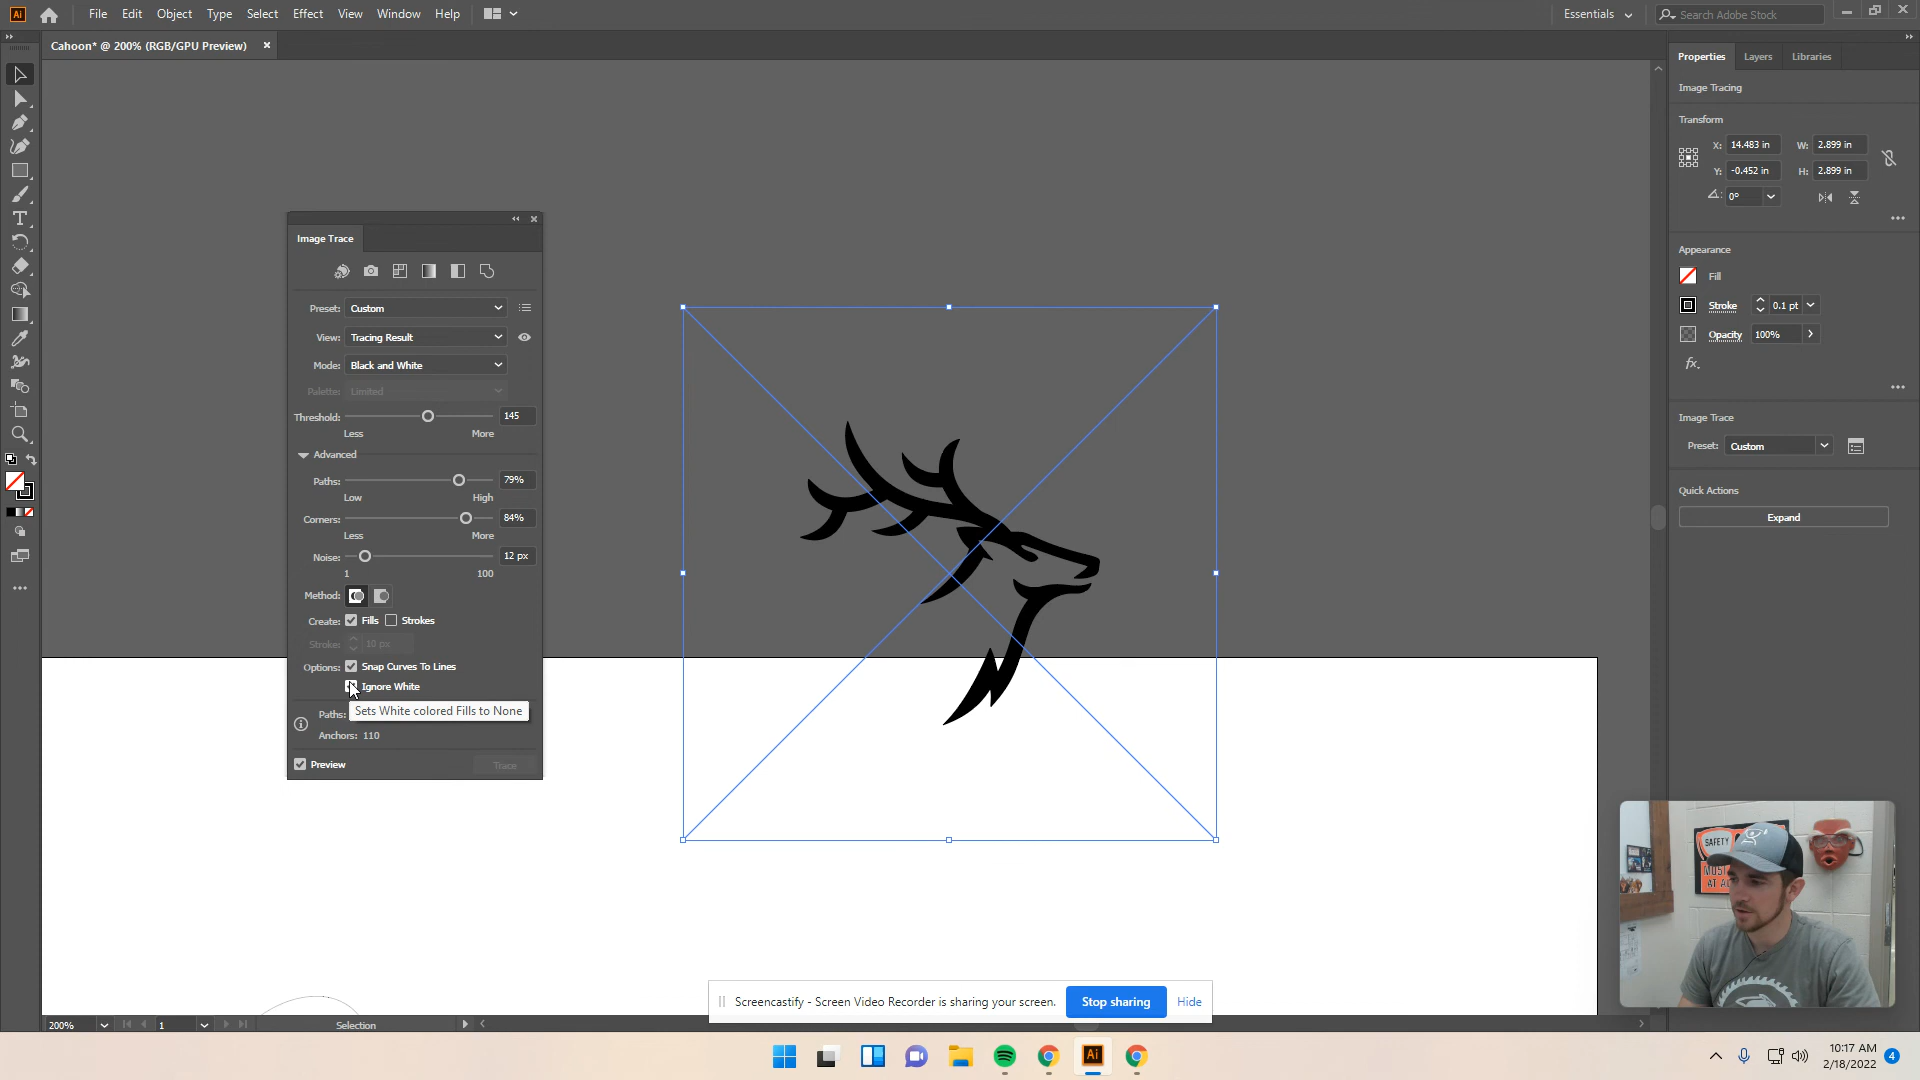 Ai File Edit Object Type Select Effect View Window Help Essentials Search Adobe Stock
Cahoon* @ 200% (RGB/GPU Preview)
Image Trace
Preset: Custom
View: Tracing Result
Mode: Black and White
Palette: Limited
Threshold: 145
Less More
Advanced
Paths: 79%
Low High
Corners: 84%
Less More
Noise: 12 px
1 100
Method:
Create: Fills Strokes
Stroke: 10 px
Options: Snap Curves To Lines
Ignore White
Sets White colored Fills to None
Paths:
Anchors: 110
Preview Trace
Properties Layers Libraries
Image Tracing
Transform
X: 14.483 in W: 2.899 in
Y: -0.452 in H: 2.899 in
0°
Appearance
Fill
Stroke 0.1 pt
Opacity 100%
fx.
Image Trace
Preset: Custom
Quick Actions
Expand
SAFETY
Screencastify - Screen Video Recorder is sharing your screen. Stop sharing Hide
200% 1 Selection
Ai
10:17 AM
2/18/2022 4